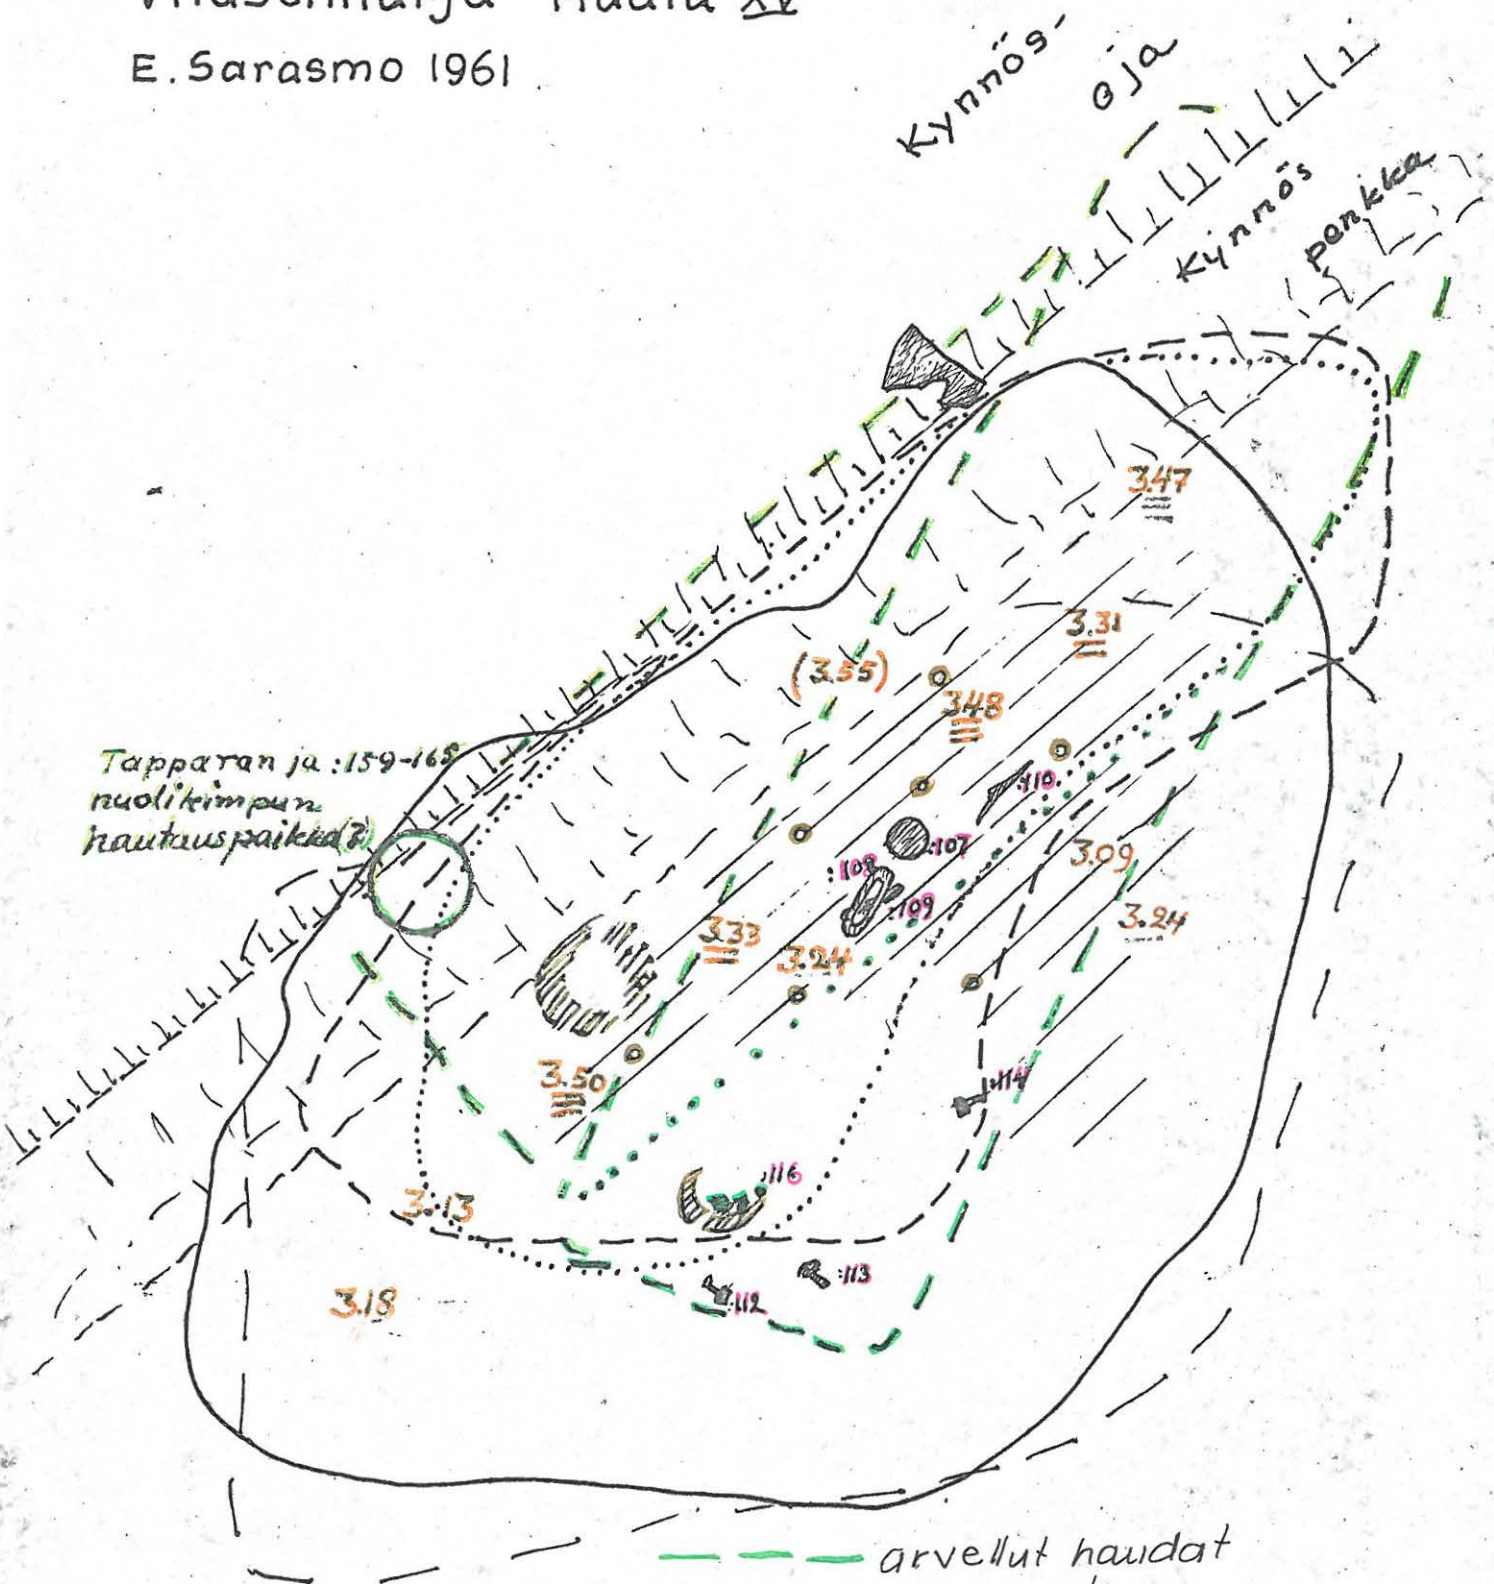 E. Sarasmo 1961
Kynnös-
oja
Kynnös
penkka
3.47
3.31
(3.55)
3.48
Tapparan ja :159-165
nuolikimpun
hautauspaikka(?)
:110
:107
:108
:109
3.09
3.24
3.33
3.24
3.50
:114
:116
3.13
:113
:112
3.18
arvellut haudat